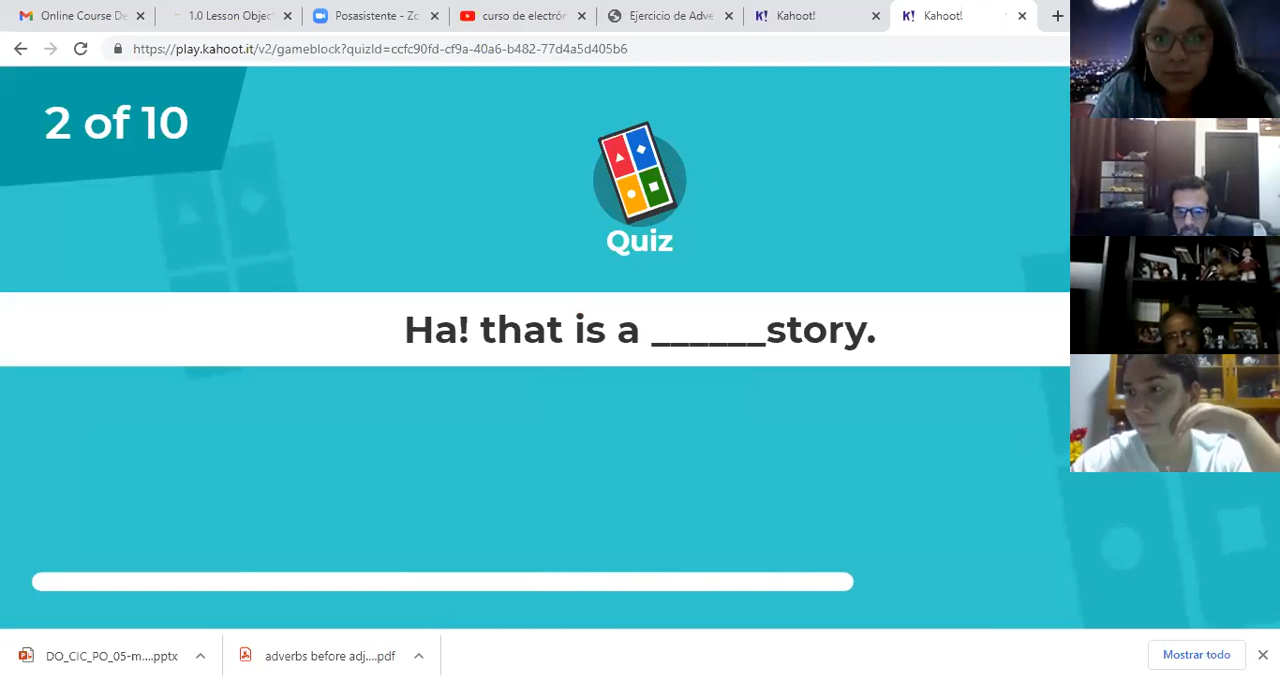 Online Course De
1.0 Lesson Object
Posasistente - Zo
curso de electrón
Ejercicio de Adve
Kahoot!
Kahoot!
https://play.kahoot.it/v2/gameblock?quizId=ccfc90fd-cf9a-40a6-b482-77d4a5d405b6
2 of 10
Quiz
Ha! that is a ______story.
DO_CIC_PO_05-m....pptx
adverbs before adj....pdf
Mostrar todo